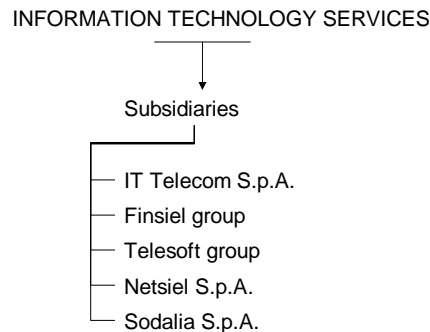 INFORMATION TECHNOLOGY SERVICES
Subsidiaries
IT Telecom S.p.A.
Finsiel group
Telesoft group
Netsiel S.p.A.
Sodalia S.p.A.